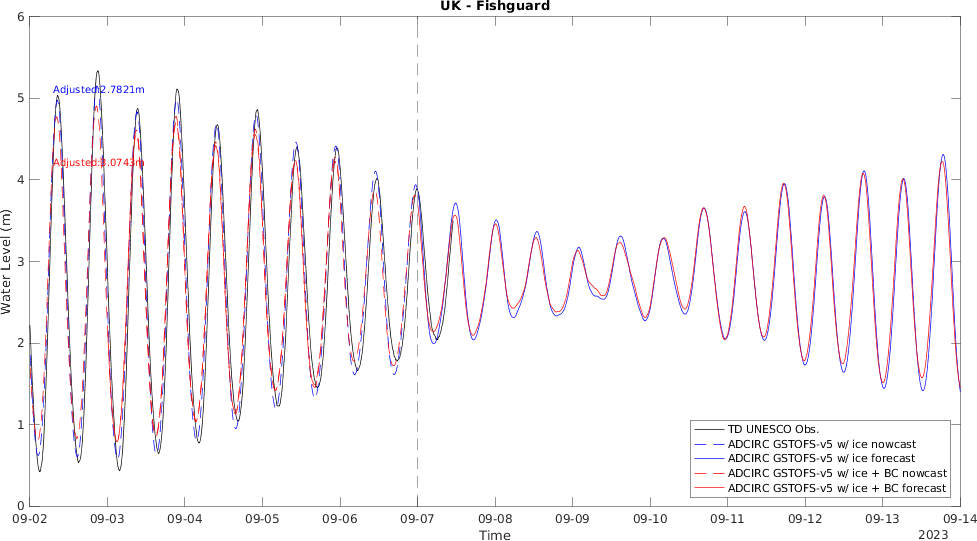 UK - Fishguard
Water Level (m)
6
5
4
3
2
1
0
Adjusted:2.7821m
Adjusted:3.0743m
TD UNESCO Obs.
ADCIRC GSTOFS-v5 w/ ice nowcast
ADCIRC GSTOFS-v5 w/ ice forecast
ADCIRC GSTOFS-v5 w/ ice + BC nowcast
ADCIRC GSTOFS-v5 w/ ice + BC forecast
09-02 09-03 09-04 09-05 09-06 09-07 09-08 09-09 09-10 09-11 09-12 09-13 09-14
Time
2023